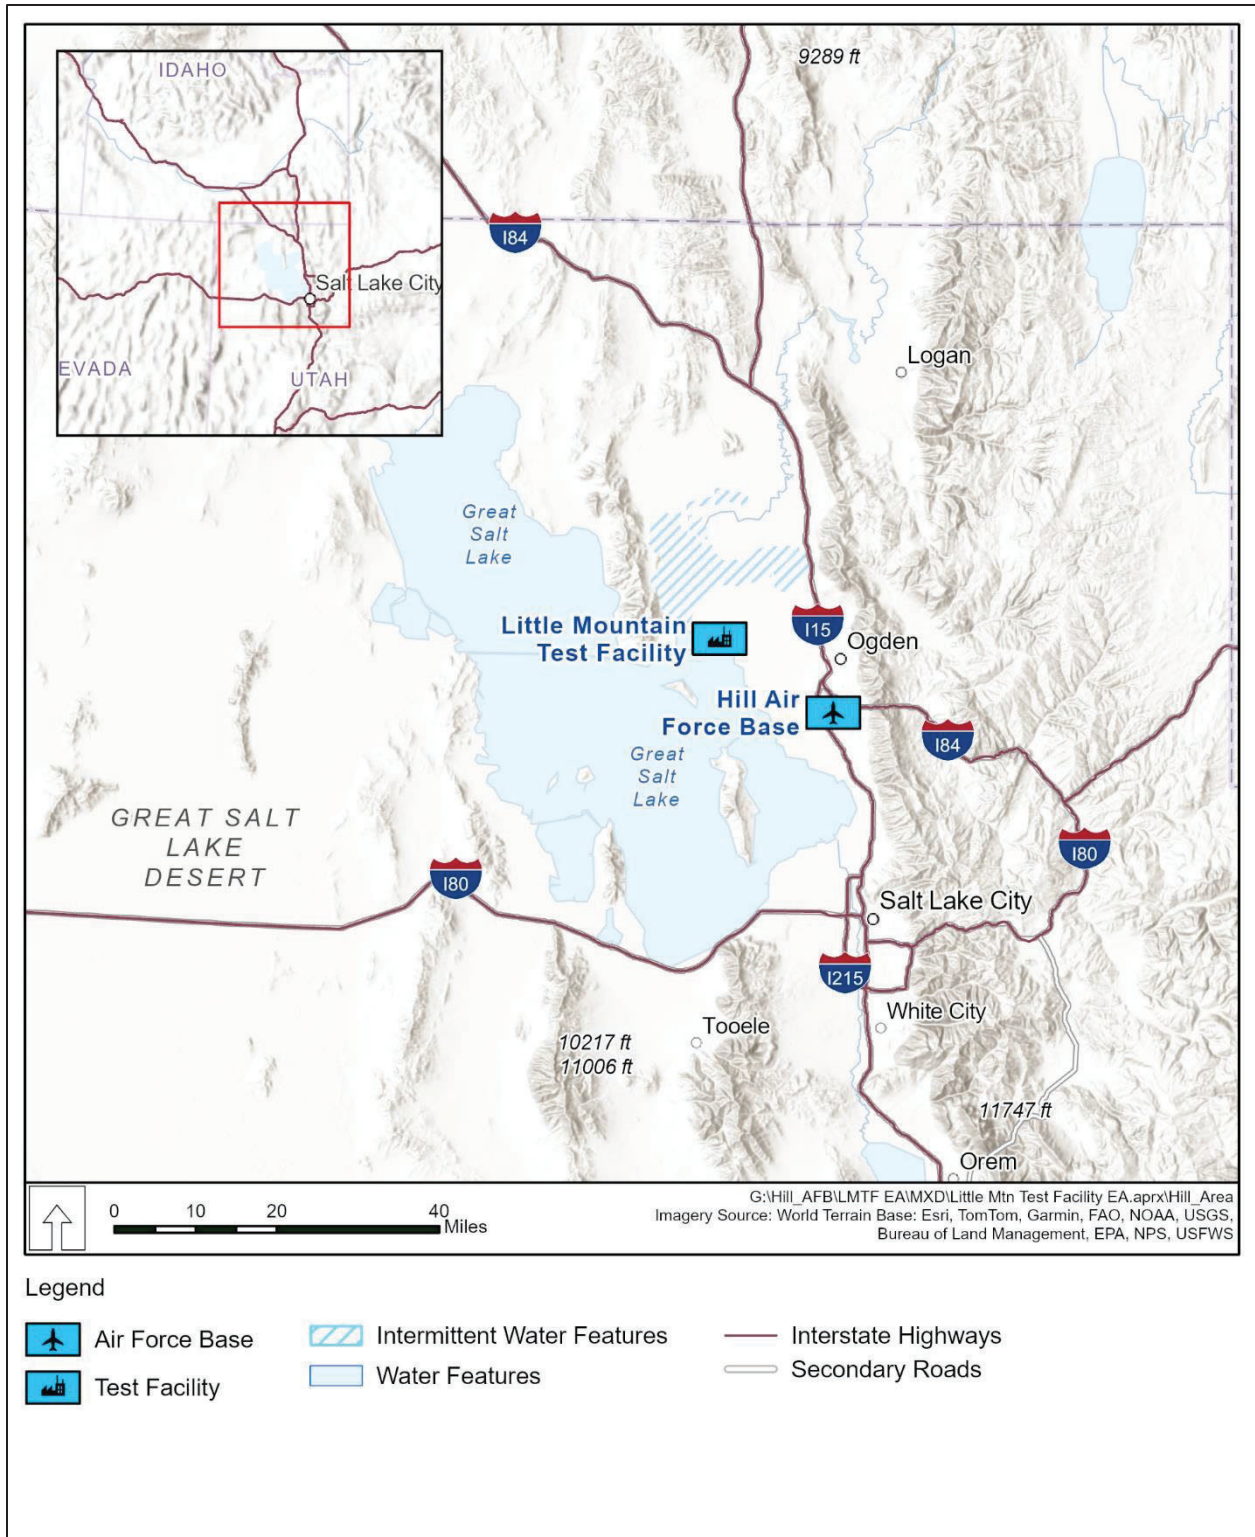 9289 ft
IDAHO
Salt Lake City
EVADA
UTAH
I84
Logan
Great
Salt
Lake
Little Mountain
Test Facility
I15
Ogden
Hill Air
Force Base
I84
Great
Salt
Lake
GREAT SALT
LAKE
DESERT
I80
I80
Salt Lake City
I215
White City
Tooele
10217 ft
11006 ft
11747 ft
Orem
0 10 20 40
Miles
G:\Hill_AFB\LMTF EA\MXD\Little Mtn Test Facility EA.aprx\Hill_Area
Imagery Source: World Terrain Base: Esri, TomTom, Garmin, FAO, NOAA, USGS,
Bureau of Land Management, EPA, NPS, USFWS
Legend
Air Force Base
Test Facility
Intermittent Water Features
Water Features
Interstate Highways
Secondary Roads